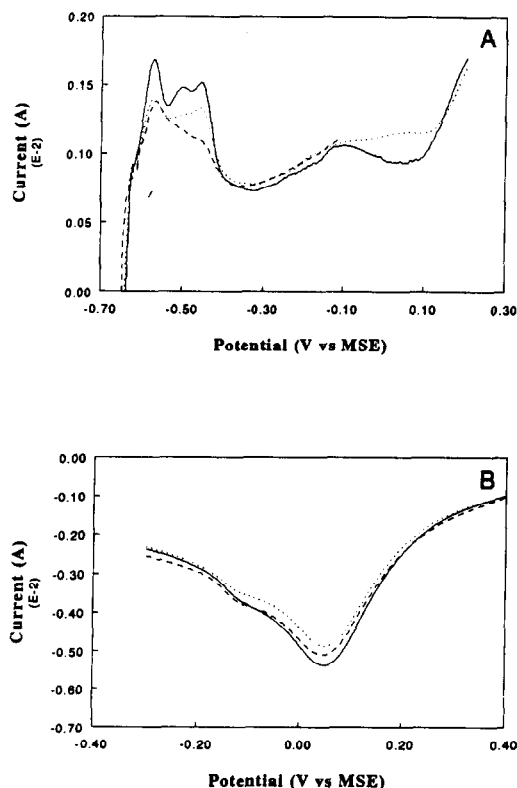 A
0.20
0.15
0.10
0.05
0.00
Current (A)
(E-2)
-0.70 -0.50 -0.30 -0.10 0.10 0.30
Potential (V vs MSE)
B
0.00
-0.10
-0.20
-0.30
-0.40
-0.50
-0.60
-0.70
Current (A)
(E-2)
-0.40 -0.20 0.00 0.20 0.40
Potential (V vs MSE)